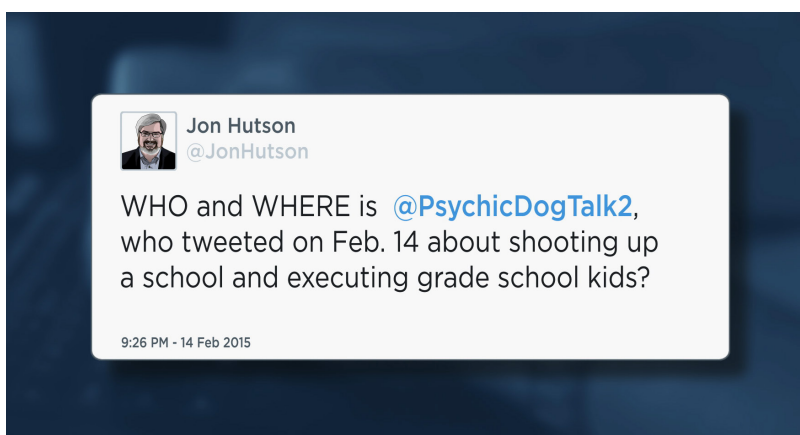 Jon Hutson
@JonHutson
WHO and WHERE is @PsychicDogTalk2,
who tweeted on Feb. 14 about shooting up
a school and executing grade school kids?
9:26 PM - 14 Feb 2015